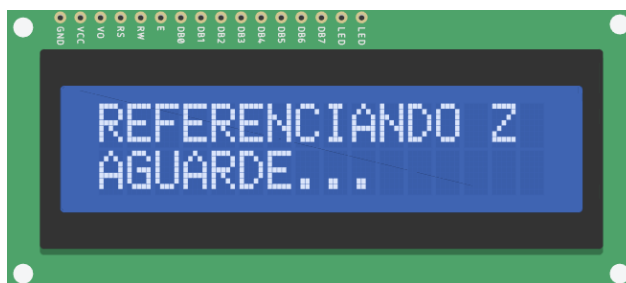 GND VCC VO RS RW E DB0 DB1 DB2 DB3 DB4 DB5 DB6 DB7 LED LED
REFERENCIANDO Z
AGUARDE...